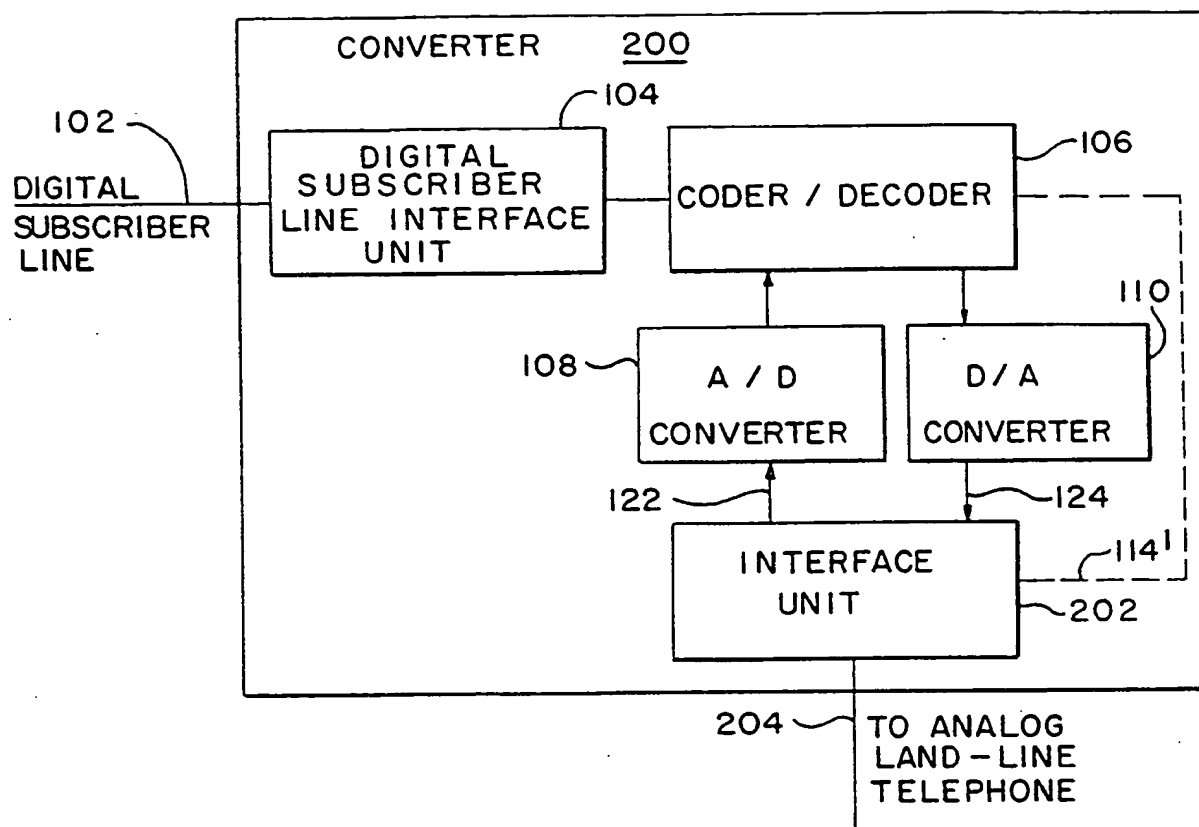 CONVERTER 200
104
102
DIGITAL
SUBSCRIBER
LINE INTERFACE
UNIT
106
CODER / DECODER
DIGITAL
SUBSCRIBER
LINE
110
108
A / D
CONVERTER
D/A
CONVERTER
122
124
114'
INTERFACE
UNIT
202
204
TO ANALOG
LAND-LINE
TELEPHONE